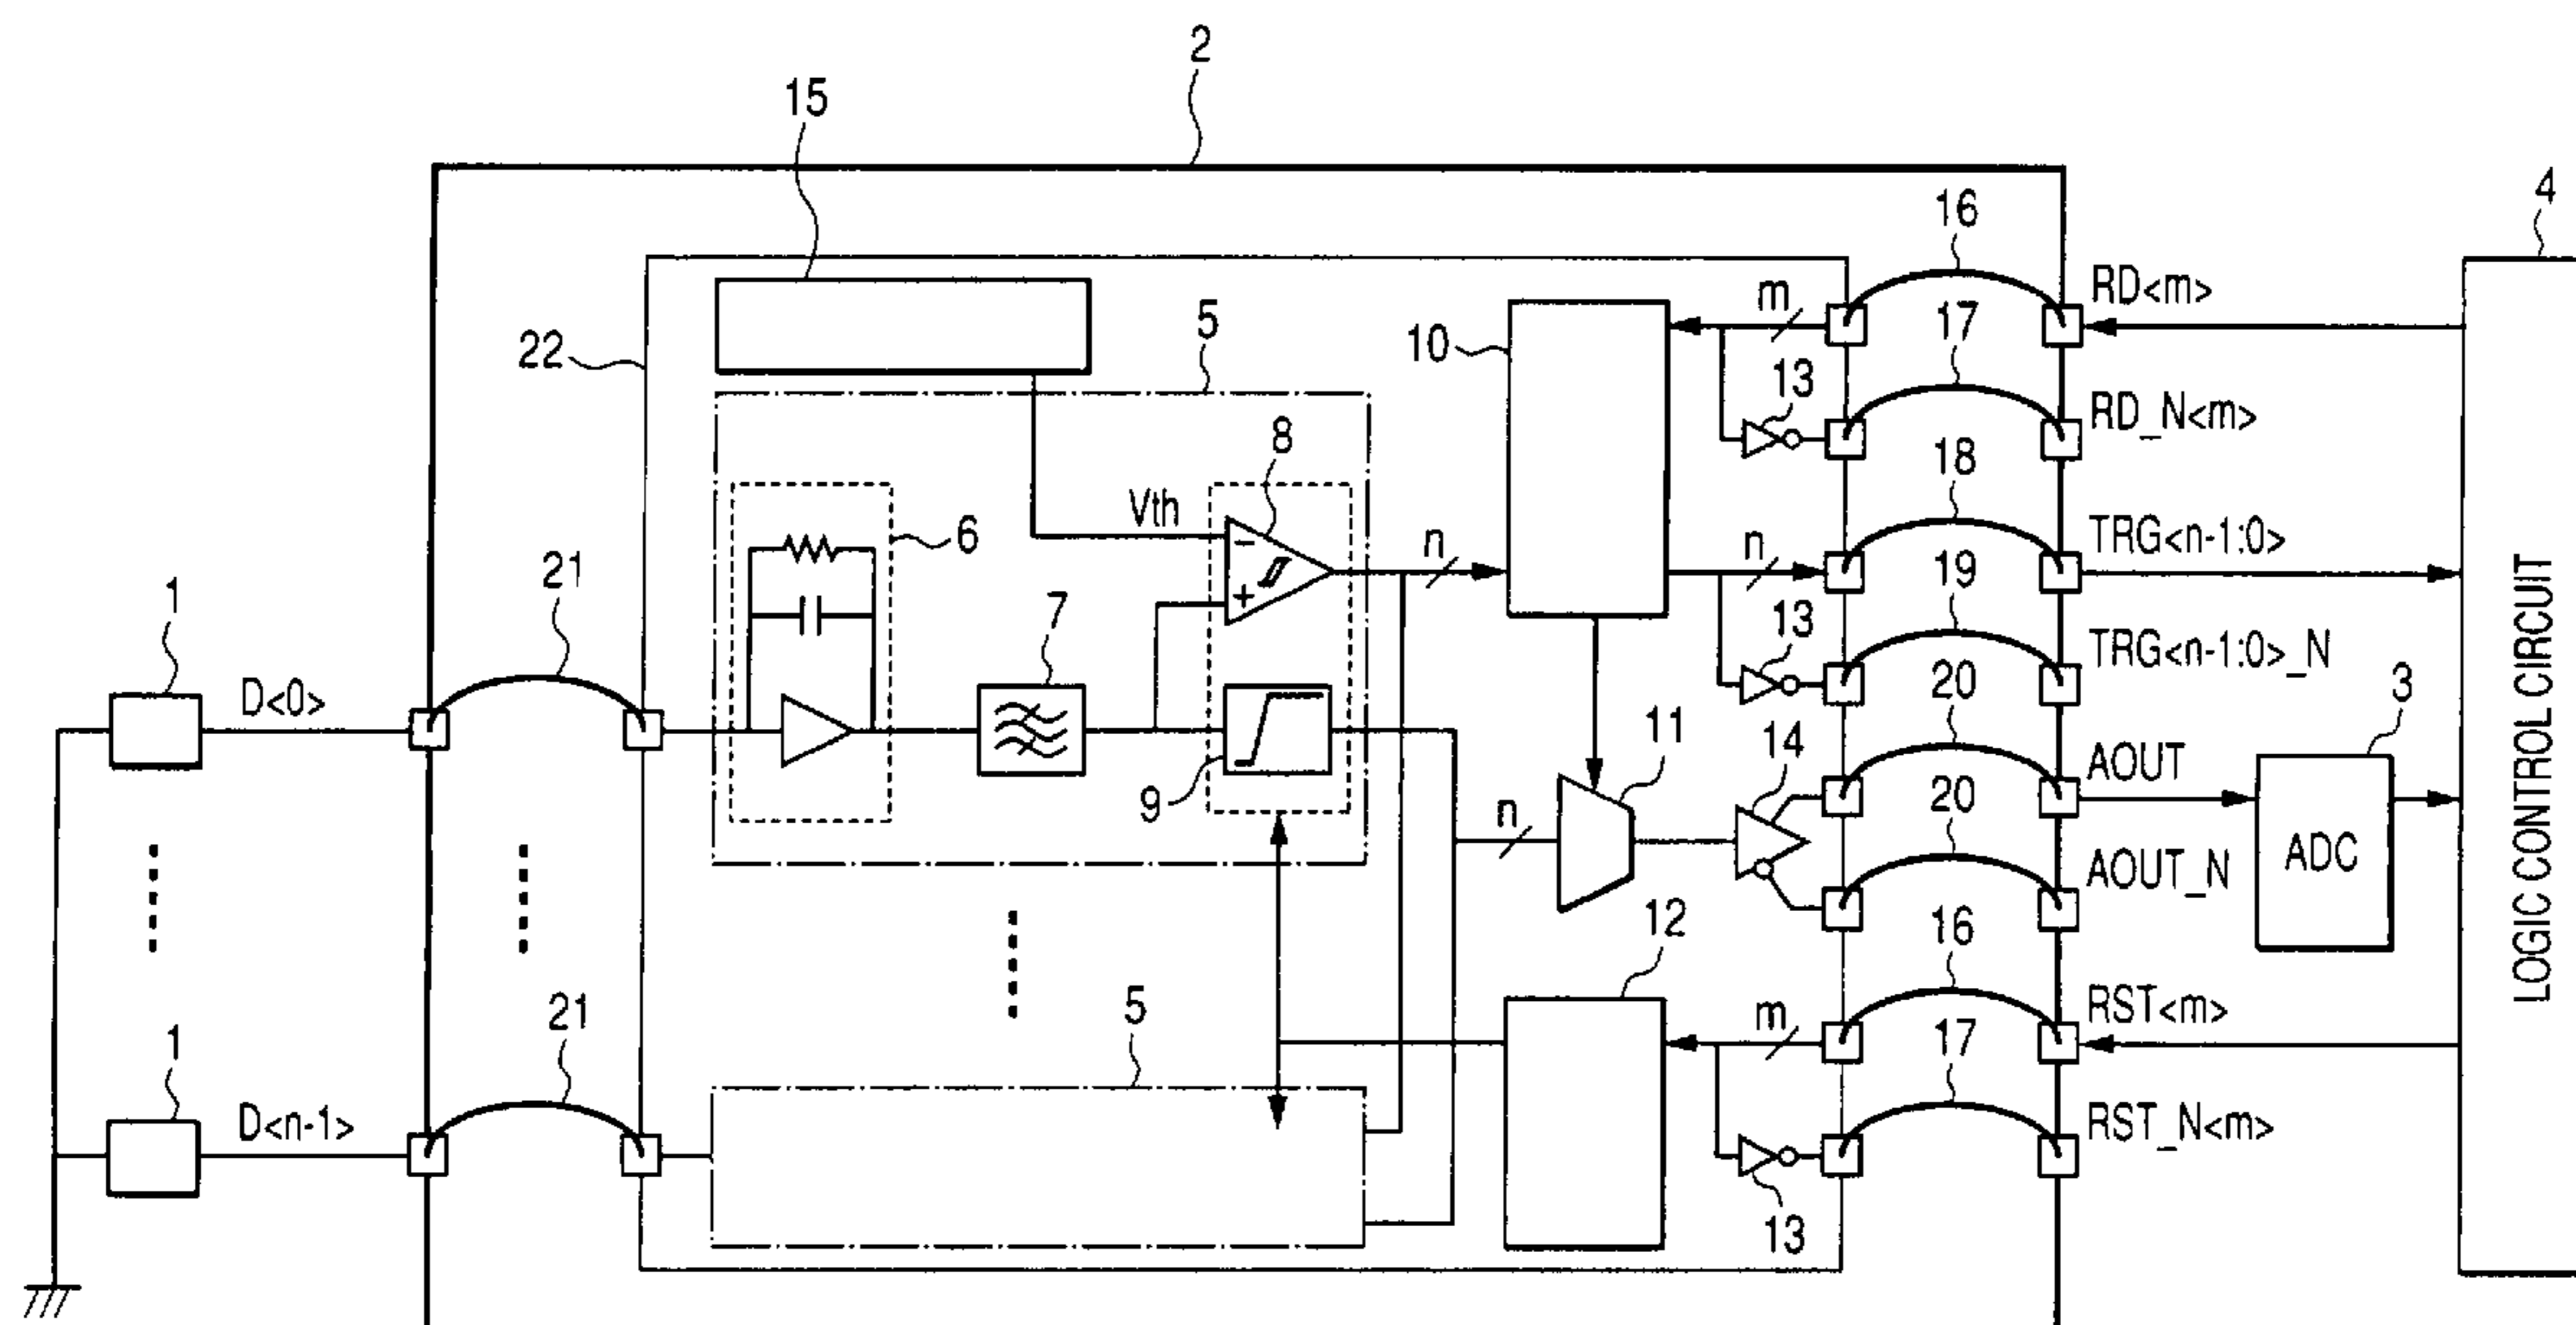 2
15
4
16
RD<m>
5
m
22
10
17
13
RD_N<m>
8
18
Vth
n
n
TRG<n-1:0>
6
21
19
1
7
13
TRG<n-1:0>_N
LOGIC CONTROL CIRCUIT
D<0>
20
3
11
14
AOUT
9
20
n
ADC
AOUT_N
12
16
21
5
RST<m>
1
m
17
D<n-1>
RST_N<m>
13